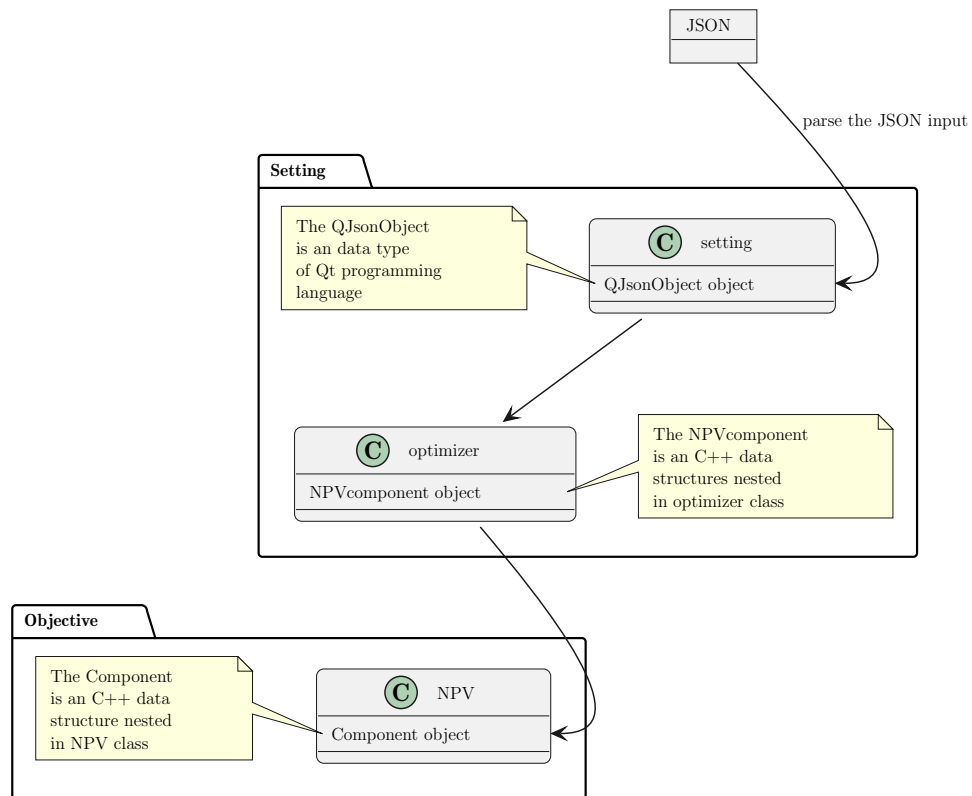 JSON
parse the JSON input
Setting
The QJsonObject
is an data type
of Qt programming
language
C setting
QJsonObject object
C optimizer
NPVcomponent object
The NPVcomponent
is an C++ data
structures nested
in optimizer class
Objective
The Component
is an C++ data
structure nested
in NPV class
C NPV
Component object